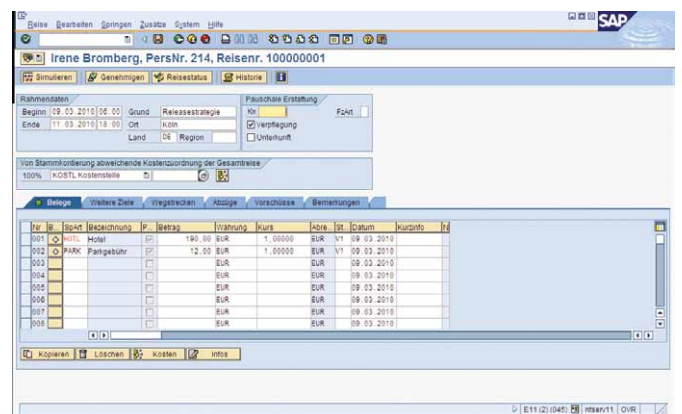 Reise Bearbeiten Springen Zusätze System Hilfe
SAP
Irene Bromberg, PersNr. 214, Reisenr. 100000001
Simulieren Genehmigen Reisestatus Historie
Rahmendaten Pauschale Erstattung
Beginn 09.03.2010 06:00 Grund Releasestrategie Km FzArt
Ende 11.03.2010 18:00 Ort Köln Verpflegung
Land DE Region Unterkunft
Von Stammkontierung abweichende Kostenzuordnung der Gesamtreise
100% KOSTL Kostenstelle
Belege Weitere Ziele Wegstrecken Abzüge Vorschüsse Bemerkungen
Nr B... SpArt Bezeichnung P... Betrag Währung Kurs Abre... St... Datum Kurzinfo N
001 HOTL Hotel 190,00 EUR 1,00000 EUR V1 09.03.2010
002 PARK Parkgebühr 12,00 EUR 1,00000 EUR V1 09.03.2010
003 EUR EUR 09.03.2010
004 EUR EUR 09.03.2010
005 EUR EUR 09.03.2010
006 EUR EUR 09.03.2010
007 EUR EUR 09.03.2010
008 EUR EUR 09.03.2010
Kopieren Löschen Kosten Infos
E11 (2) (045) ntserv11 OVR